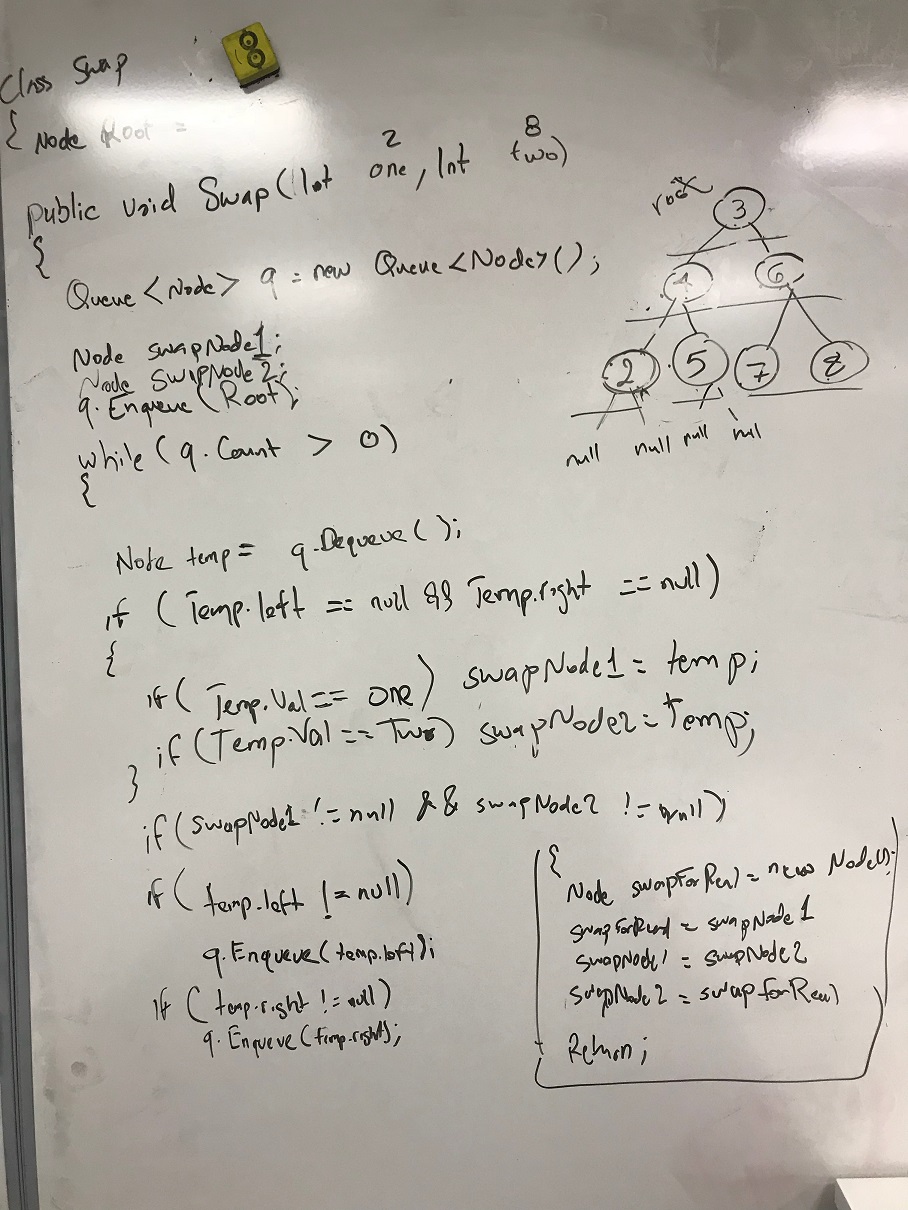 Class Swap
{ Node Root =
2 8
public void Swap(Int one, Int two)
{
Queue<Node> q = new Queue<Node>();
Node swapNode1;
Node swapNode2;
q.Enqueue(Root);
while (q.Count > 0)
{
Node temp = q.Dequeue();
if (Temp.left == null && Temp.right == null)
{
if (Temp.Val == one) swapNode1 = temp;
if (Temp.Val == Two) swapNode2 = Temp;
}
if (swapNode1 != null && swapNode2 != null)
{
Node swapForReal = new Node();
swapForReal = swapNode1
swapNode1 = swapNode2
swapNode2 = swapForReal
Return;
if (temp.left != null)
q.Enqueue(temp.left);
if (temp.right != null)
q.Enqueue(temp.right);
root
3
4 6
2 5 7 8
null null null null
8